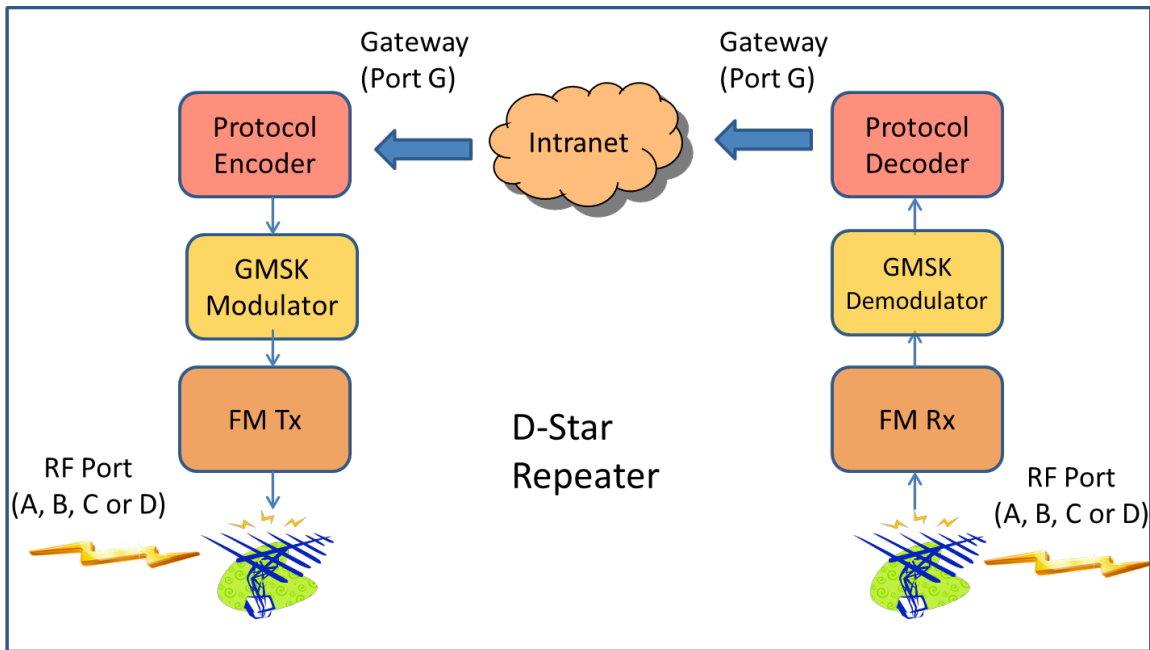 Gateway
(Port G)
Gateway
(Port G)
Protocol
Encoder
Intranet
Protocol
Decoder
GMSK
Modulator
GMSK
Demodulator
FM Tx
D-Star
Repeater
FM Rx
RF Port
(A, B, C or D)
RF Port
(A, B, C or D)